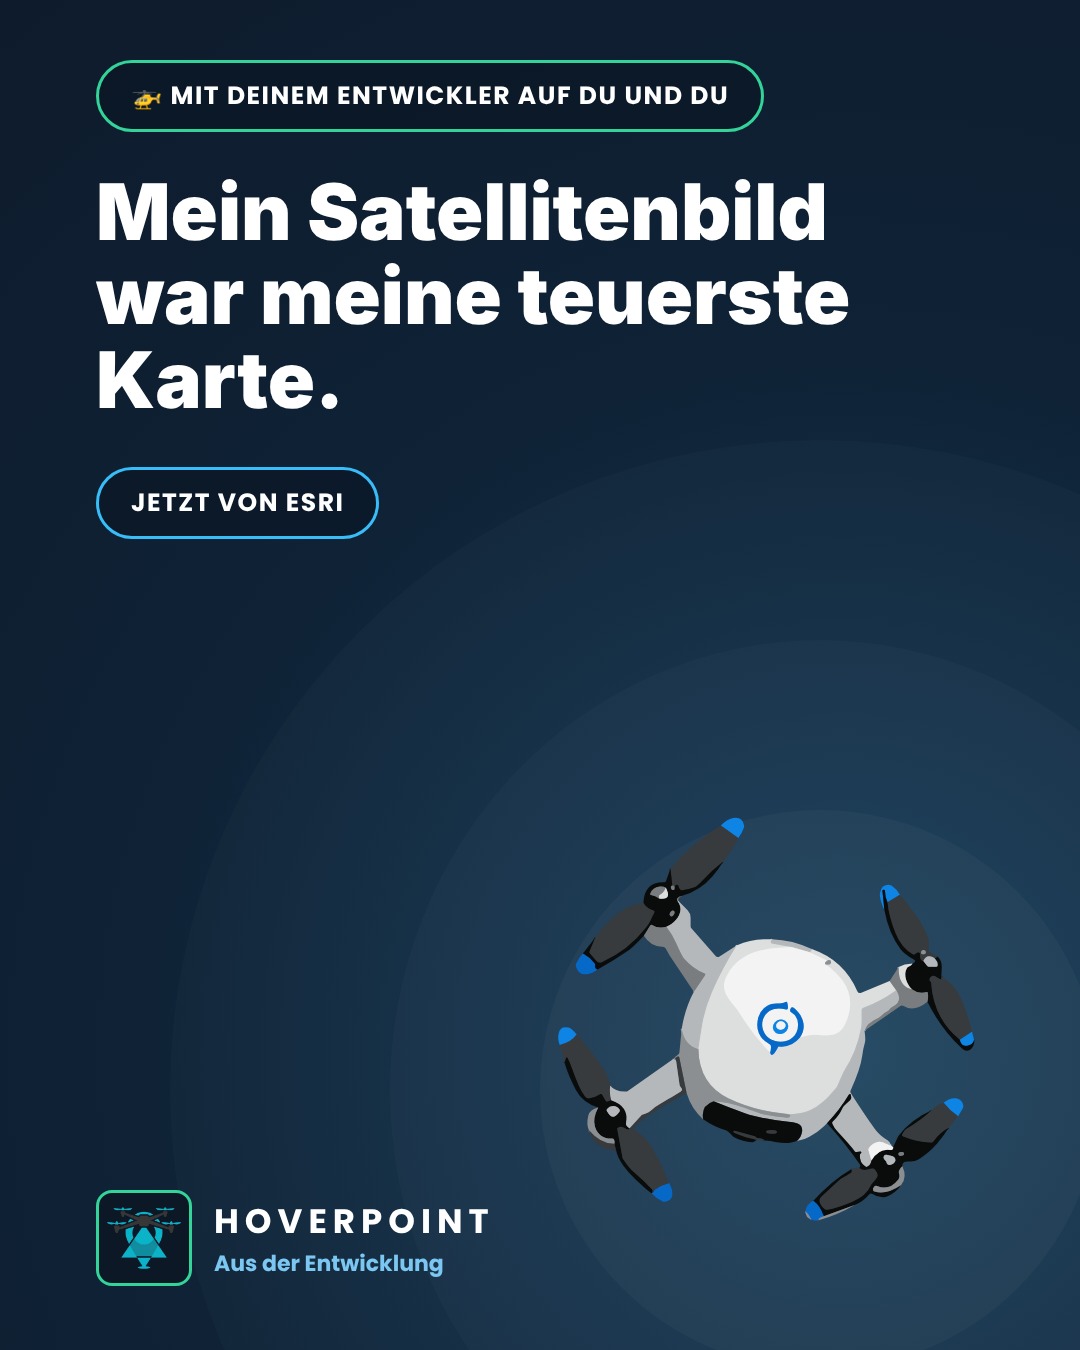 🚁 MIT DEINEM ENTWICKLER AUF DU UND DU
Mein Satellitenbild
war meine teuerste
Karte.
JETZT VON ESRI
HOVERPOINT
Aus der Entwicklung